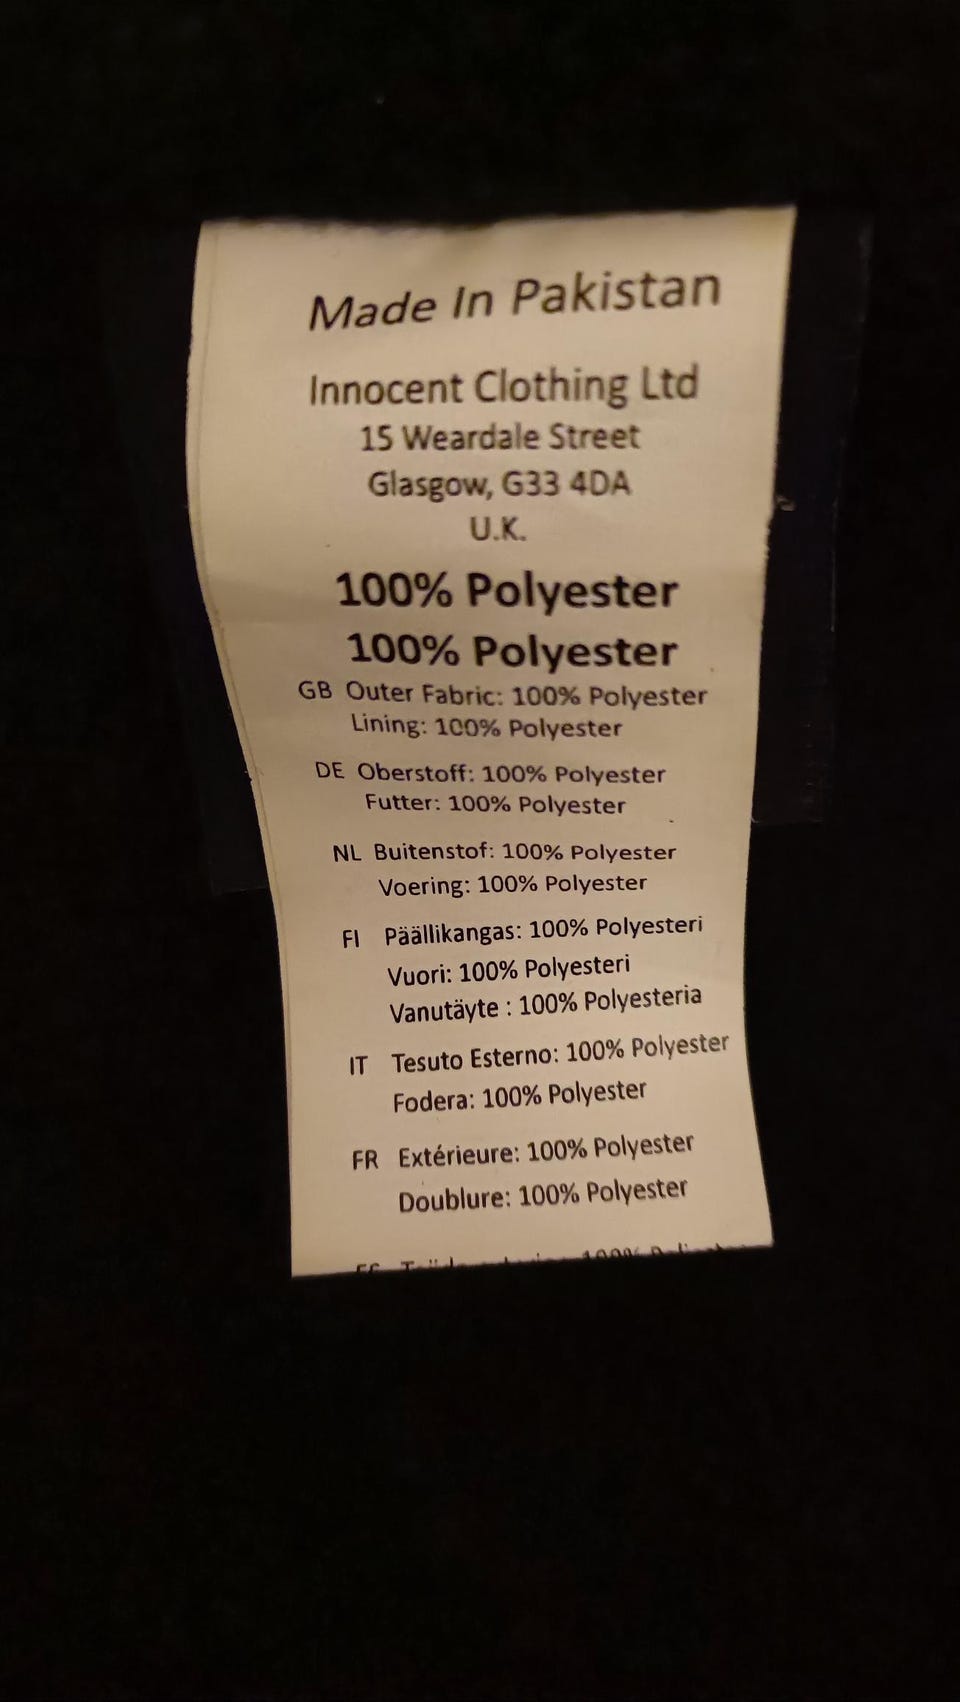 Made In Pakistan
Innocent Clothing Ltd
15 Weardale Street
Glasgow, G33 4DA
U.K.
100% Polyester
100% Polyester
GB Outer Fabric: 100% Polyester
Lining: 100% Polyester
DE Oberstoff: 100% Polyester
Futter: 100% Polyester
NL Buitenstof: 100% Polyester
Voering: 100% Polyester
FI Päällikangas: 100% Polyesteri
Vuori: 100% Polyesteri
Vanutäyte : 100% Polyesteria
IT Tesuto Esterno: 100% Polyester
Fodera: 100% Polyester
FR Extérieure: 100% Polyester
Doublure: 100% Polyester